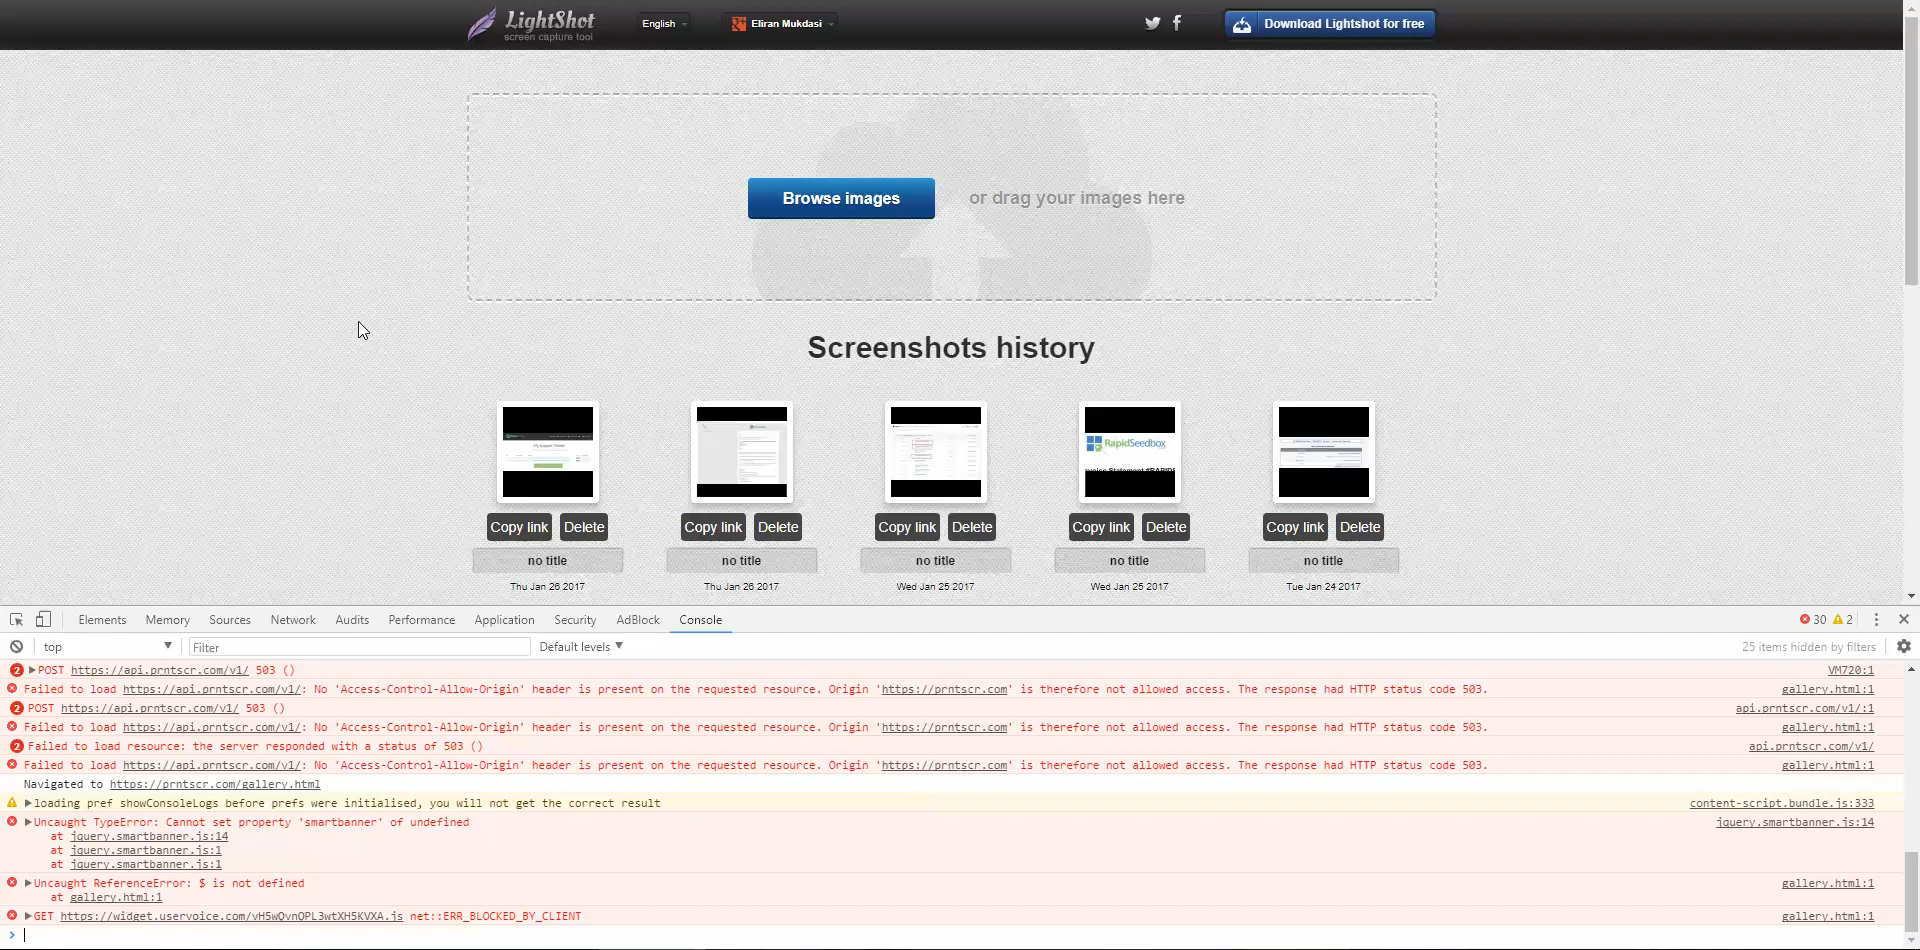 LightShot
screen capture tool
English
Eliran Mukdasi
Download Lightshot for free
Browse images
or drag your images here
Screenshots history
RapidSeedbox
Copy link Delete Copy link Delete Copy link Delete Copy link Delete Copy link Delete
no title no title no title no title no title
Thu Jan 26 2017 Thu Jan 26 2017 Wed Jan 25 2017 Wed Jan 25 2017 Tue Jan 24 2017
Elements Memory Sources Network Audits Performance Application Security AdBlock Console 30 2
top Filter Default levels 25 items hidden by filters
2 POST https://api.prntscr.com/v1/ 503 () VM720:1
Failed to load https://api.prntscr.com/v1/: No 'Access-Control-Allow-Origin' header is present on the requested resource. Origin 'https://prntscr.com' is therefore not allowed access. The response had HTTP status code 503. gallery.html:1
2 POST https://api.prntscr.com/v1/ 503 () api.prntscr.com/v1/:1
Failed to load https://api.prntscr.com/v1/: No 'Access-Control-Allow-Origin' header is present on the requested resource. Origin 'https://prntscr.com' is therefore not allowed access. The response had HTTP status code 503. gallery.html:1
2 Failed to load resource: the server responded with a status of 503 () api.prntscr.com/v1/
Failed to load https://api.prntscr.com/v1/: No 'Access-Control-Allow-Origin' header is present on the requested resource. Origin 'https://prntscr.com' is therefore not allowed access. The response had HTTP status code 503. gallery.html:1
Navigated to https://prntscr.com/gallery.html
loading pref showConsoleLogs before prefs were initialised, you will not get the correct result content-script.bundle.js:333
Uncaught TypeError: Cannot set property 'smartbanner' of undefined jquery.smartbanner.js:14
at jquery.smartbanner.js:14
at jquery.smartbanner.js:1
at jquery.smartbanner.js:1
Uncaught ReferenceError: $ is not defined gallery.html:1
at gallery.html:1
GET https://widget.uservoice.com/vH5wOvnOPL3wtXH5KVXA.js net::ERR_BLOCKED_BY_CLIENT gallery.html:1